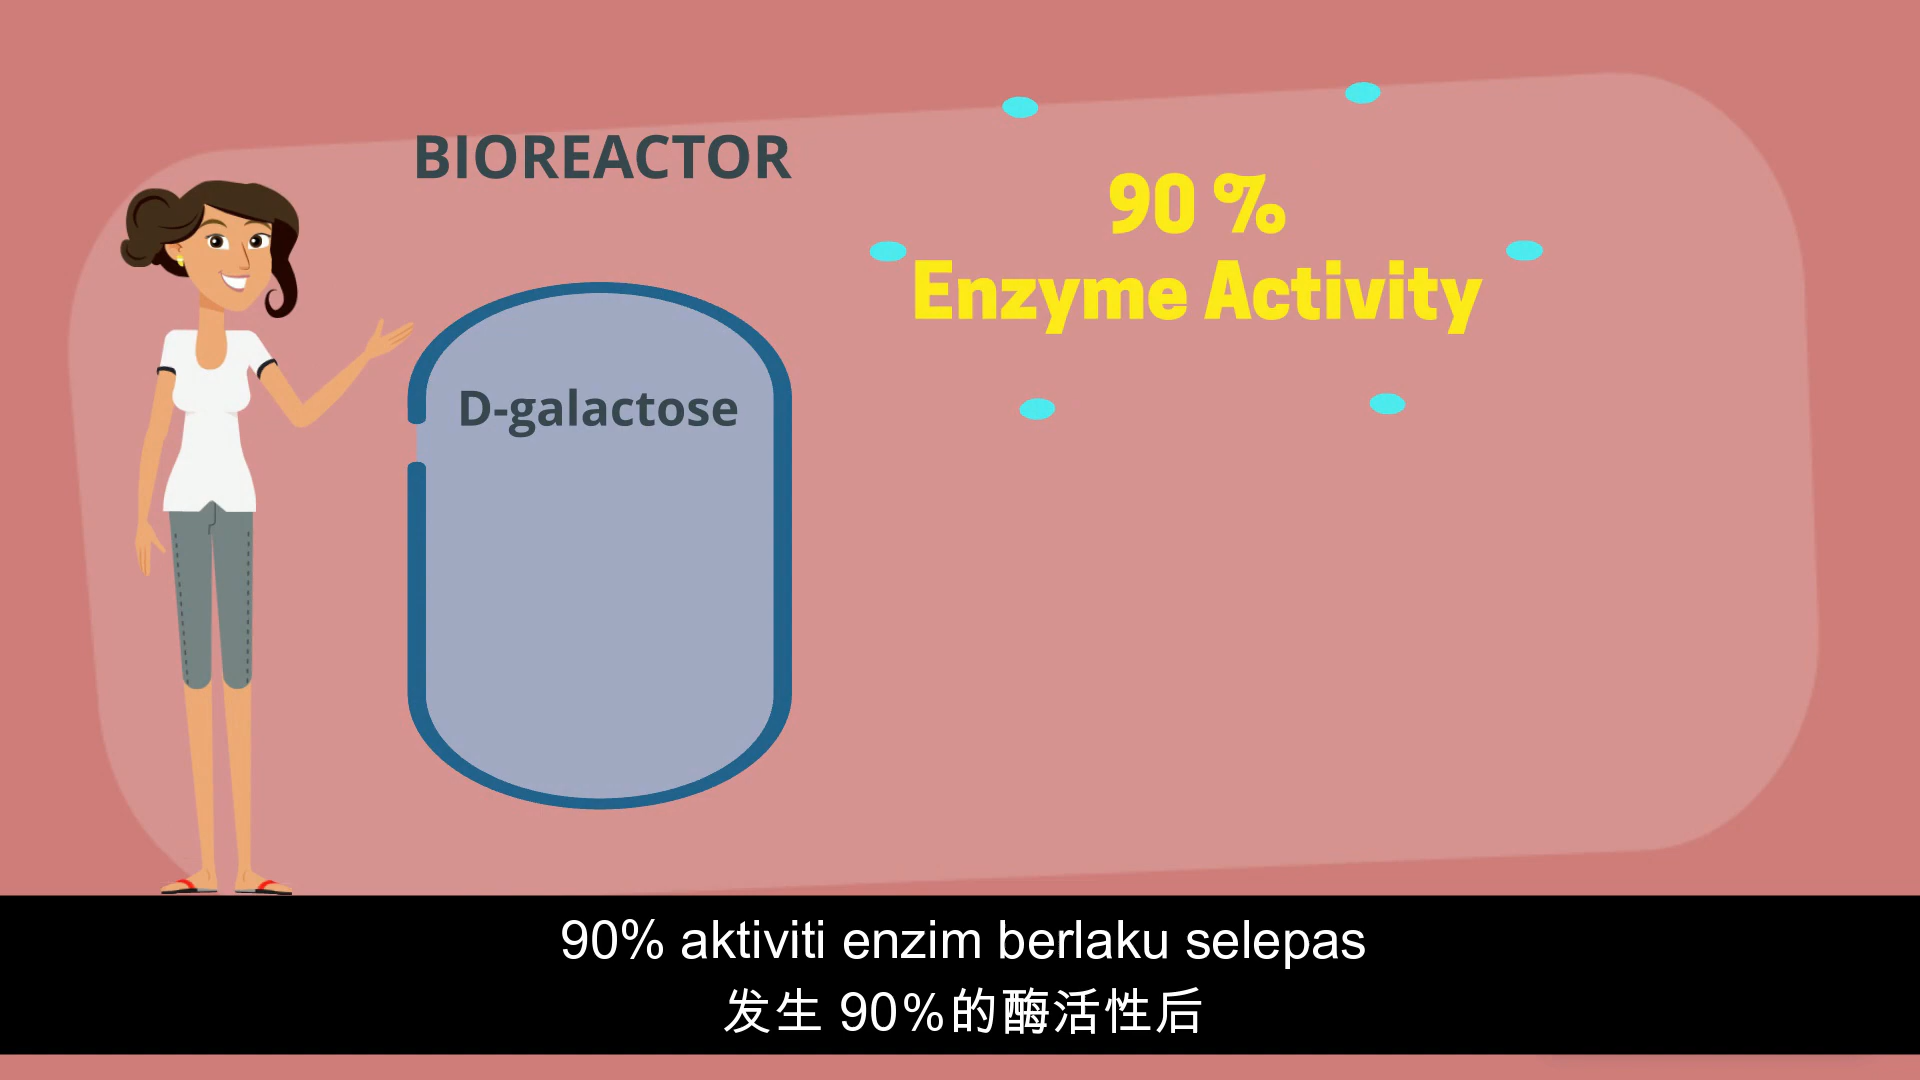 BIOREACTOR
90 %
Enzyme Activity
D-galactose
90% aktiviti enzim berlaku selepas
发生 90%的酶活性后